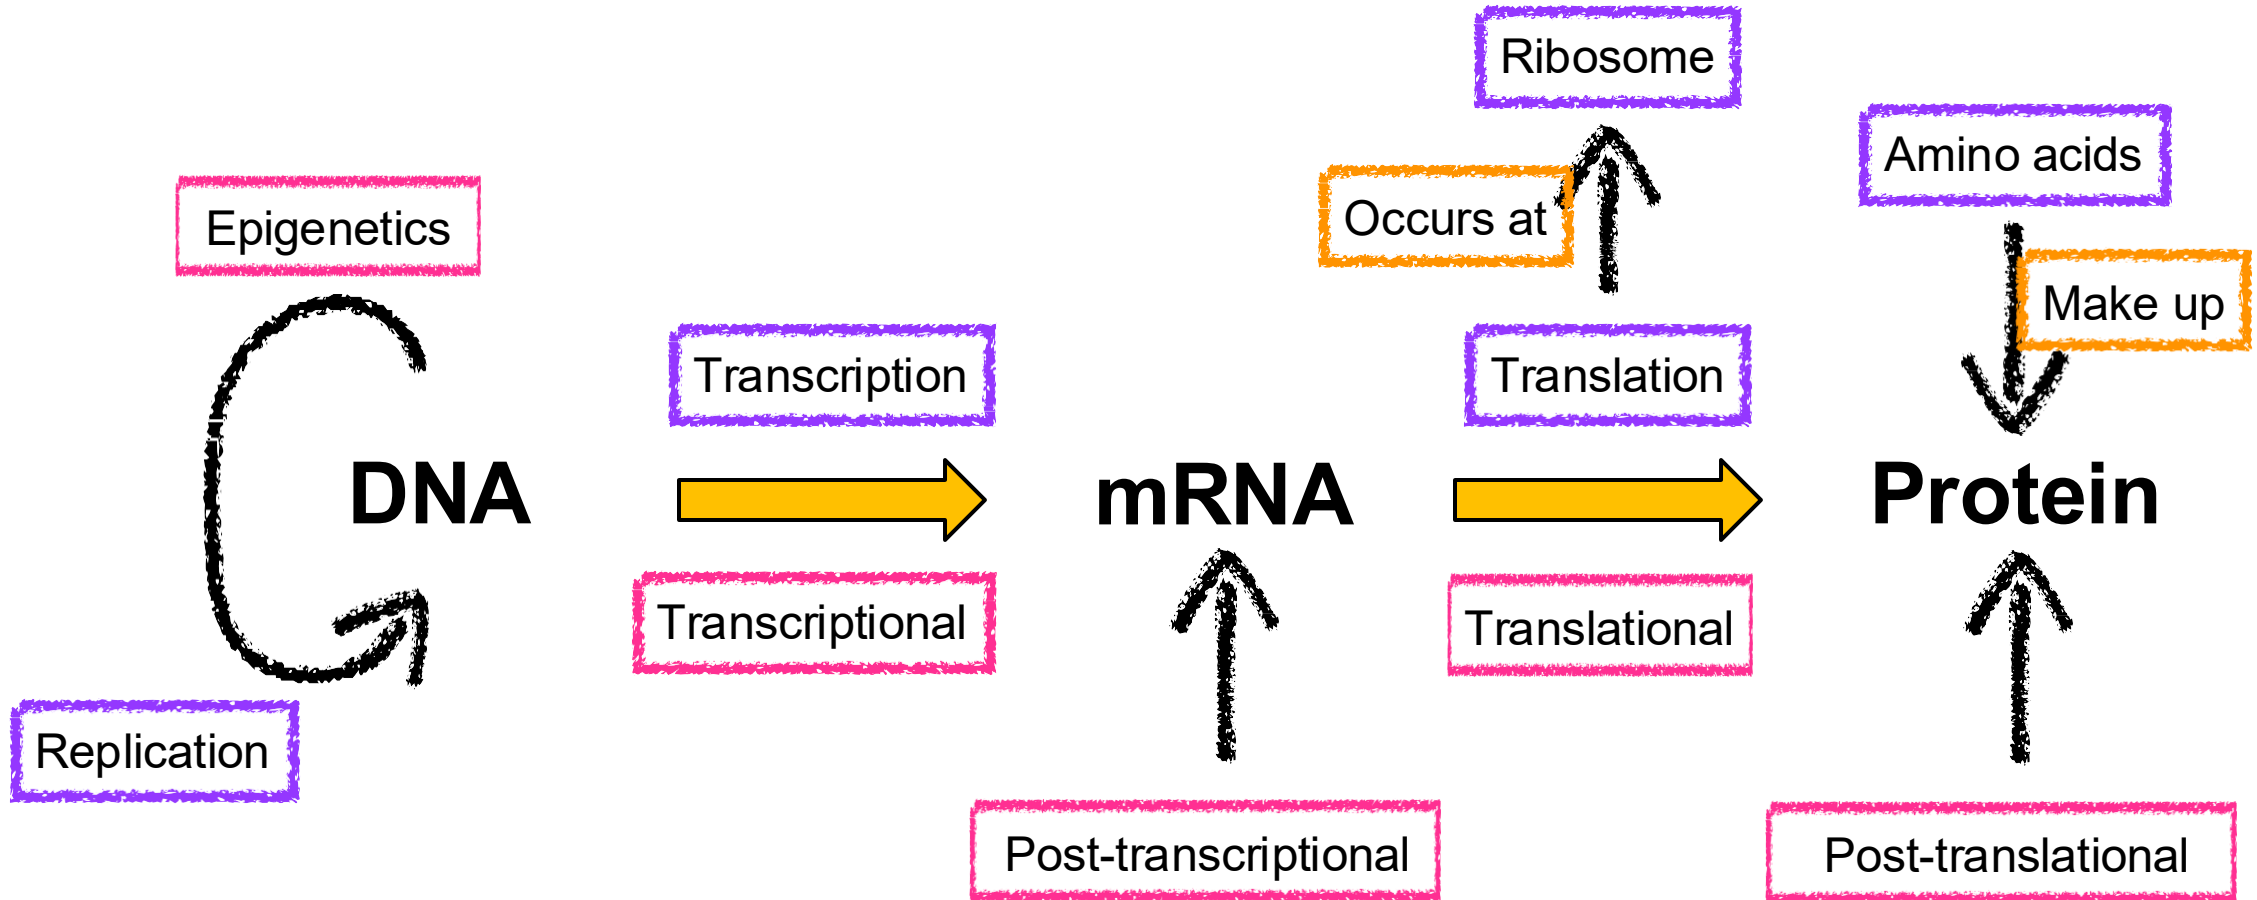 Ribosome
Amino acids
Epigenetics
Occurs at
Make up
Transcription
Translation
DNA
mRNA
Protein
Transcriptional
Translational
Replication
Post-transcriptional
Post-translational